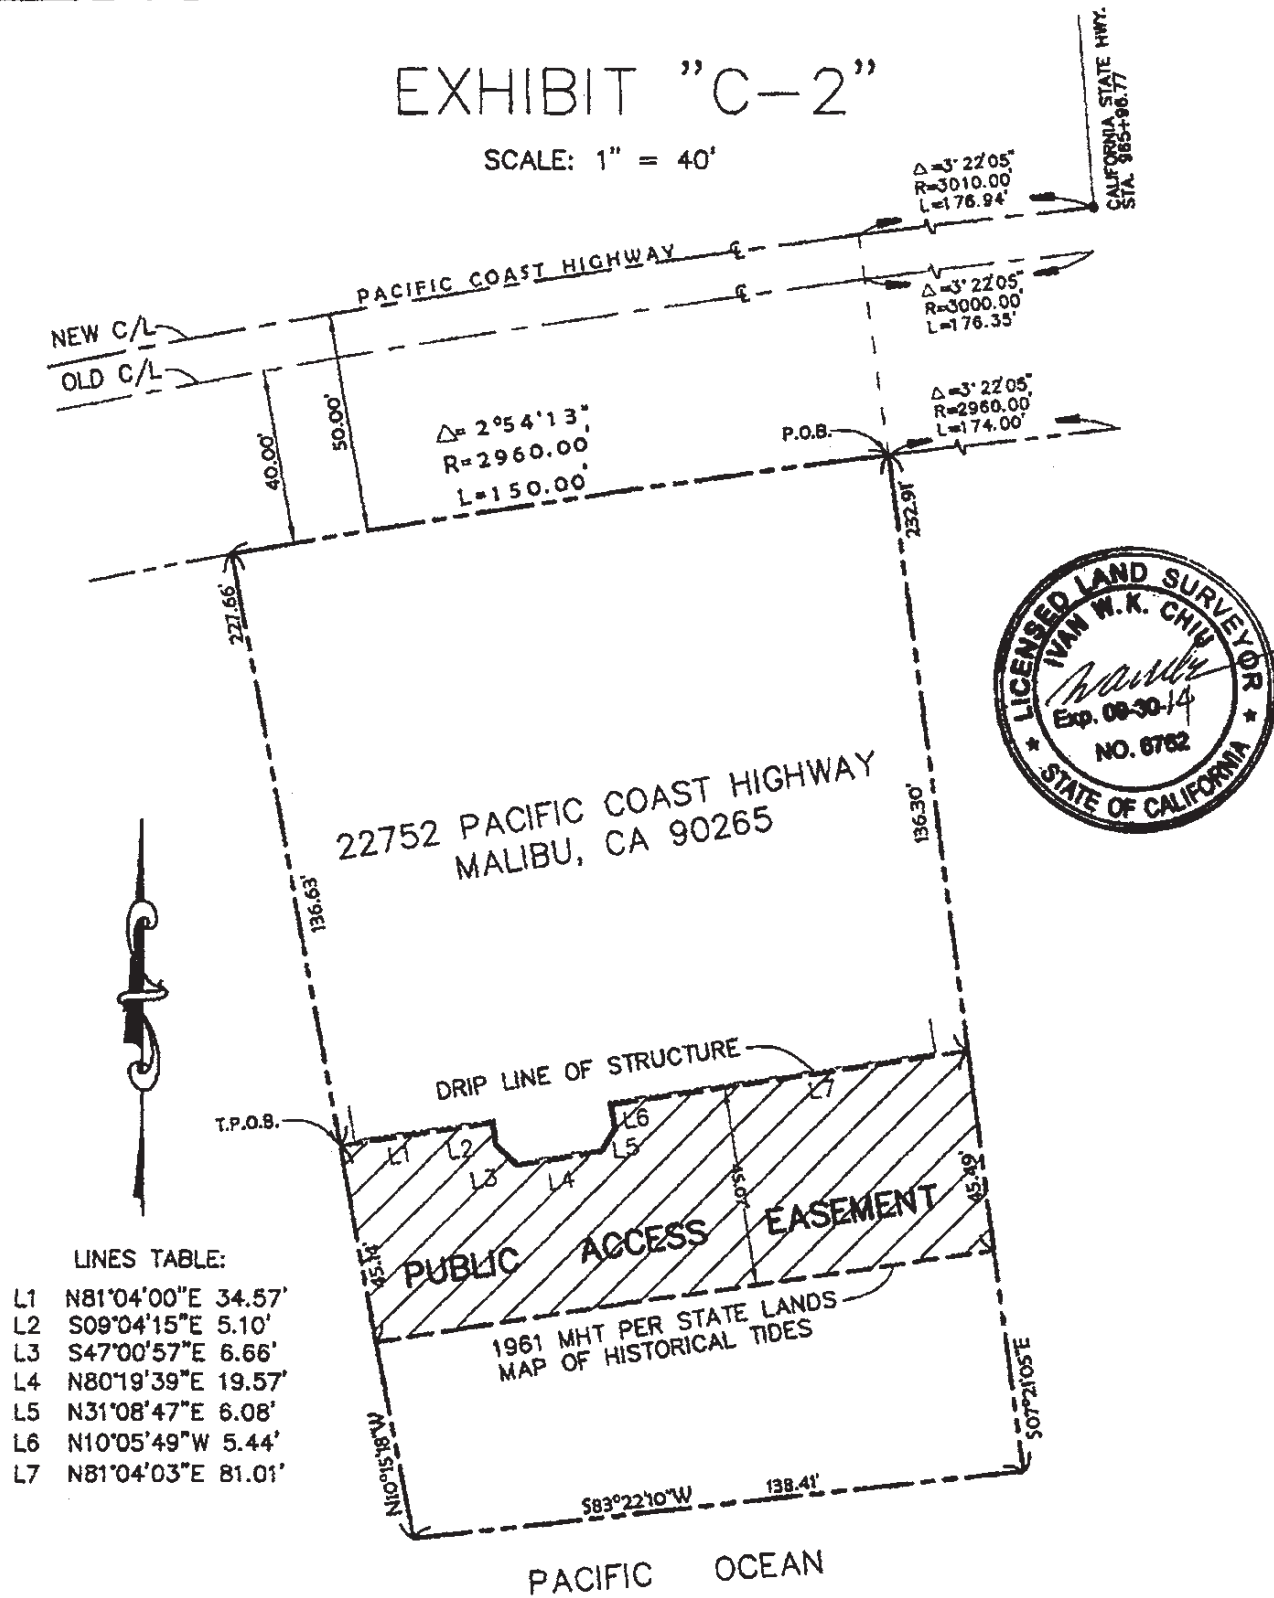 EXHIBIT "C-2"
SCALE: 1" = 40'
CALIFORNIA STATE HWY.
STA. 965+96.77
Δ=3°22'05"
R=3010.00'
L=176.94'
PACIFIC COAST HIGHWAY
NEW C/L
OLD C/L
Δ=3°22'05"
R=3000.00'
L=176.35'
40.00'
50.00'
Δ= 2°54'13"
R=2960.00'
L=150.00'
P.O.B.
Δ=3°22'05"
R=2960.00'
L=174.00'
227.66'
232.91'
LICENSED LAND SURVEYOR
IVAN W.K. CHIU
Exp. 09-30-14
NO. 6762
STATE OF CALIFORNIA
22752 PACIFIC COAST HIGHWAY
MALIBU, CA 90265
136.63'
136.30'
DRIP LINE OF STRUCTURE
T.P.O.B.
L1
L2
L3
L4
L5
L6
L7
45.49'
PUBLIC ACCESS EASEMENT
1961 MHT PER STATE LANDS
MAP OF HISTORICAL TIDES
LINES TABLE:
L1 N81°04'00"E 34.57'
L2 S09°04'15"E 5.10'
L3 S47°00'57"E 6.66'
L4 N80°19'39"E 19.57'
L5 N31°08'47"E 6.08'
L6 N10°05'49"W 5.44'
L7 N81°04'03"E 81.01'
N10°15'18"W
S07°21'05"E
S83°22'10"W 138.41'
PACIFIC OCEAN